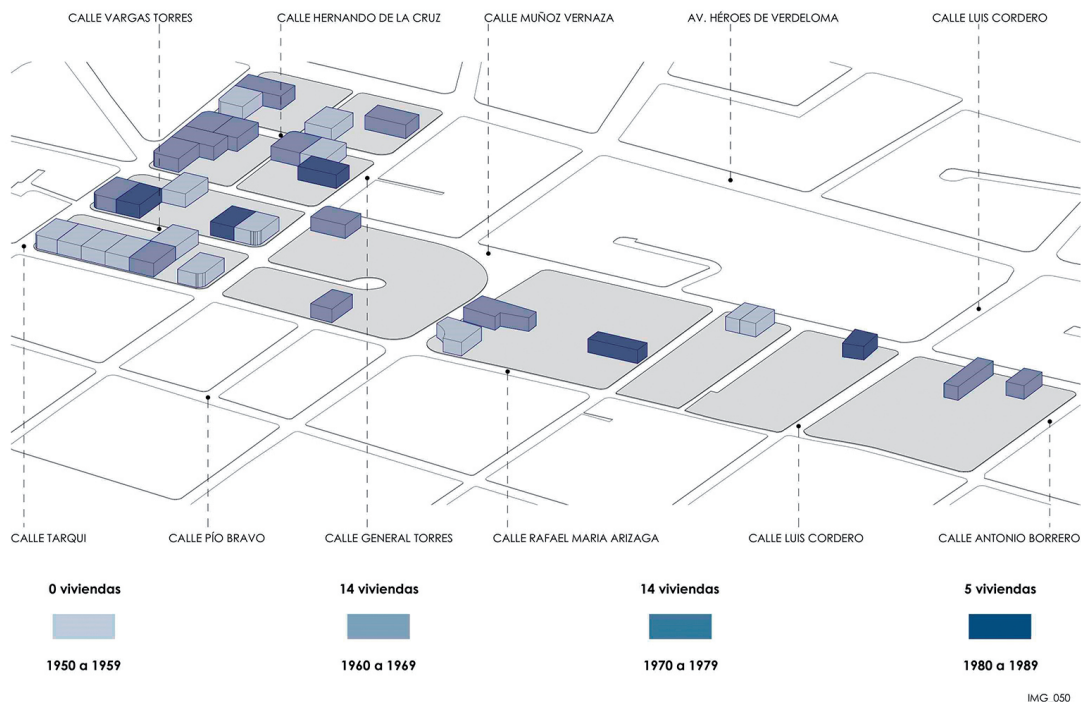 CALLE VARGAS TORRES
CALLE HERNANDO DE LA CRUZ
CALLE MUÑOZ VERNAZA
AV. HÉROES DE VERDELOMA
CALLE LUIS CORDERO
CALLE TARQUI
CALLE PÍO BRAVO
CALLE GENERAL TORRES
CALLE RAFAEL MARIA ARIZAGA
CALLE LUIS CORDERO
CALLE ANTONIO BORRERO
0 viviendas
14 viviendas
14 viviendas
5 viviendas
1950 a 1959
1960 a 1969
1970 a 1979
1980 a 1989
IMG 050